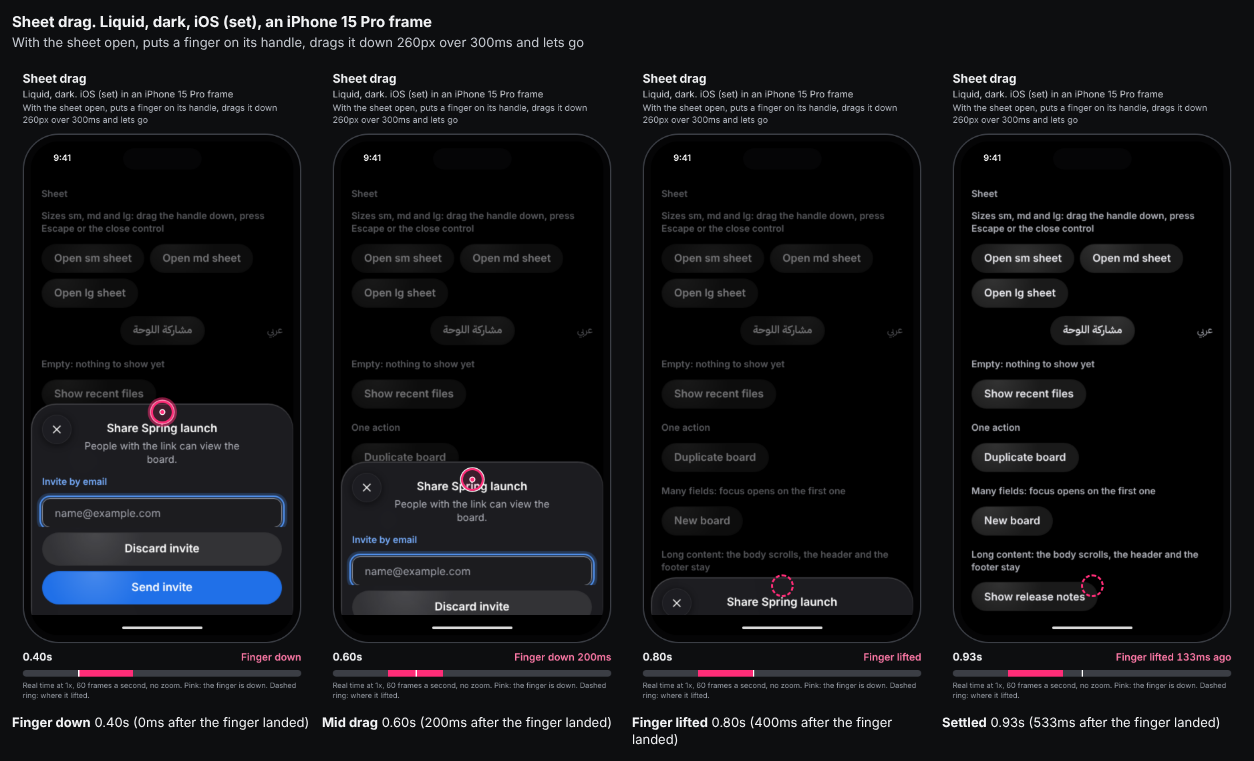 Sheet drag. Liquid, dark, iOS (set), an iPhone 15 Pro frame
With the sheet open, puts a finger on its handle, drags it down 260px over 300ms and lets go
Sheet drag
Liquid, dark. iOS (set) in an iPhone 15 Pro frame
With the sheet open, puts a finger on its handle, drags it down
260px over 300ms and lets go
9:41
Sheet
Sizes sm, md and lg: drag the handle down, press
Escape or the close control
Open sm sheet
Open md sheet
Open lg sheet
مشاركة اللوحة
عربي
Empty: nothing to show yet
Show recent files
Share Spring launch
People with the link can view the
board.
Invite by email
name@example.com
Discard invite
Send invite
0.40s
Finger down
Real time at 1x, 60 frames a second, no zoom. Pink: the finger is down. Dashed
ring: where it lifted.
Finger down 0.40s (0ms after the finger landed)
Sheet drag
Liquid, dark. iOS (set) in an iPhone 15 Pro frame
With the sheet open, puts a finger on its handle, drags it down
260px over 300ms and lets go
9:41
Sheet
Sizes sm, md and lg: drag the handle down, press
Escape or the close control
Open sm sheet
Open md sheet
Open lg sheet
مشاركة اللوحة
عربي
Empty: nothing to show yet
Show recent files
One action
Duplicate board
Share Spring launch
People with the link can view the
board.
Invite by email
name@example.com
Discard invite
0.60s
Finger down 200ms
Real time at 1x, 60 frames a second, no zoom. Pink: the finger is down. Dashed
ring: where it lifted.
Mid drag 0.60s (200ms after the finger landed)
Sheet drag
Liquid, dark. iOS (set) in an iPhone 15 Pro frame
With the sheet open, puts a finger on its handle, drags it down
260px over 300ms and lets go
9:41
Sheet
Sizes sm, md and lg: drag the handle down, press
Escape or the close control
Open sm sheet
Open md sheet
Open lg sheet
مشاركة اللوحة
عربي
Empty: nothing to show yet
Show recent files
One action
Duplicate board
Many fields: focus opens on the first one
New board
Long content: the body scrolls, the header and the
footer stay
Share Spring launch
0.80s
Finger lifted
Real time at 1x, 60 frames a second, no zoom. Pink: the finger is down. Dashed
ring: where it lifted.
Finger lifted 0.80s (400ms after the finger
landed)
Sheet drag
Liquid, dark. iOS (set) in an iPhone 15 Pro frame
With the sheet open, puts a finger on its handle, drags it down
260px over 300ms and lets go
9:41
Sheet
Sizes sm, md and lg: drag the handle down, press
Escape or the close control
Open sm sheet
Open md sheet
Open lg sheet
مشاركة اللوحة
عربي
Empty: nothing to show yet
Show recent files
One action
Duplicate board
Many fields: focus opens on the first one
New board
Long content: the body scrolls, the header and the
footer stay
Show release notes
0.93s
Finger lifted 133ms ago
Real time at 1x, 60 frames a second, no zoom. Pink: the finger is down. Dashed
ring: where it lifted.
Settled 0.93s (533ms after the finger landed)